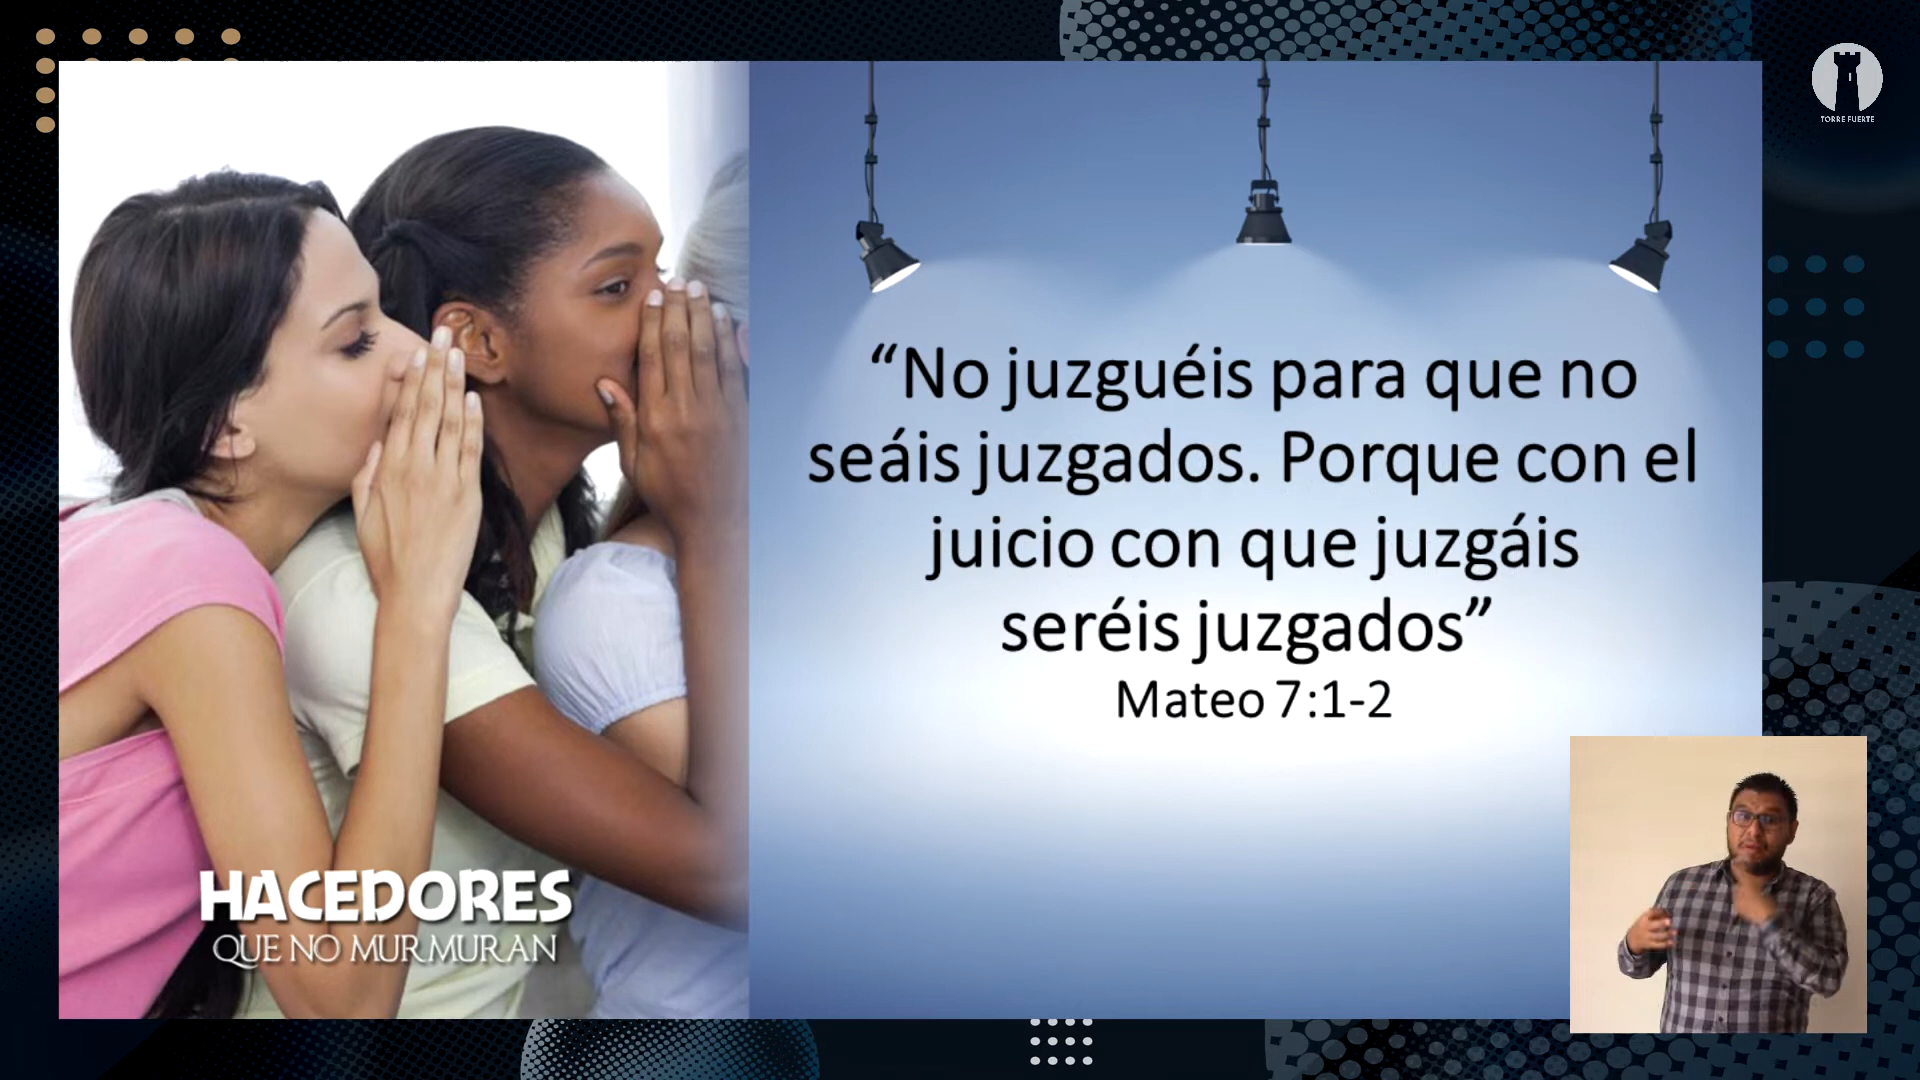 TORRE FUERTE
“No juzguéis para que no
seáis juzgados. Porque con el
juicio con que juzgáis
seréis juzgados”
Mateo 7:1-2
HACEDORES
QUE NO MURMURAN